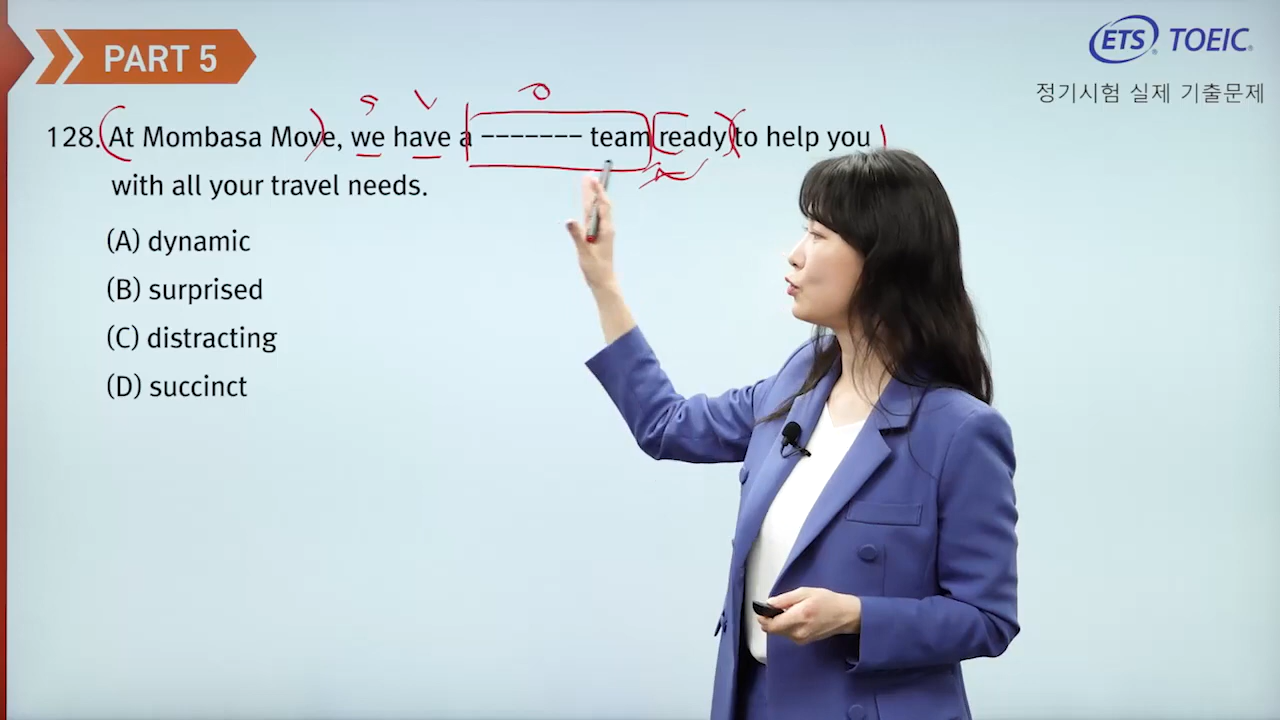 PART 5
ETS TOEIC
정기시험 실제 기출문제
S V O
128. At Mombasa Move, we have a ------- team ready to help you
with all your travel needs.
(A) dynamic
(B) surprised
(C) distracting
(D) succinct